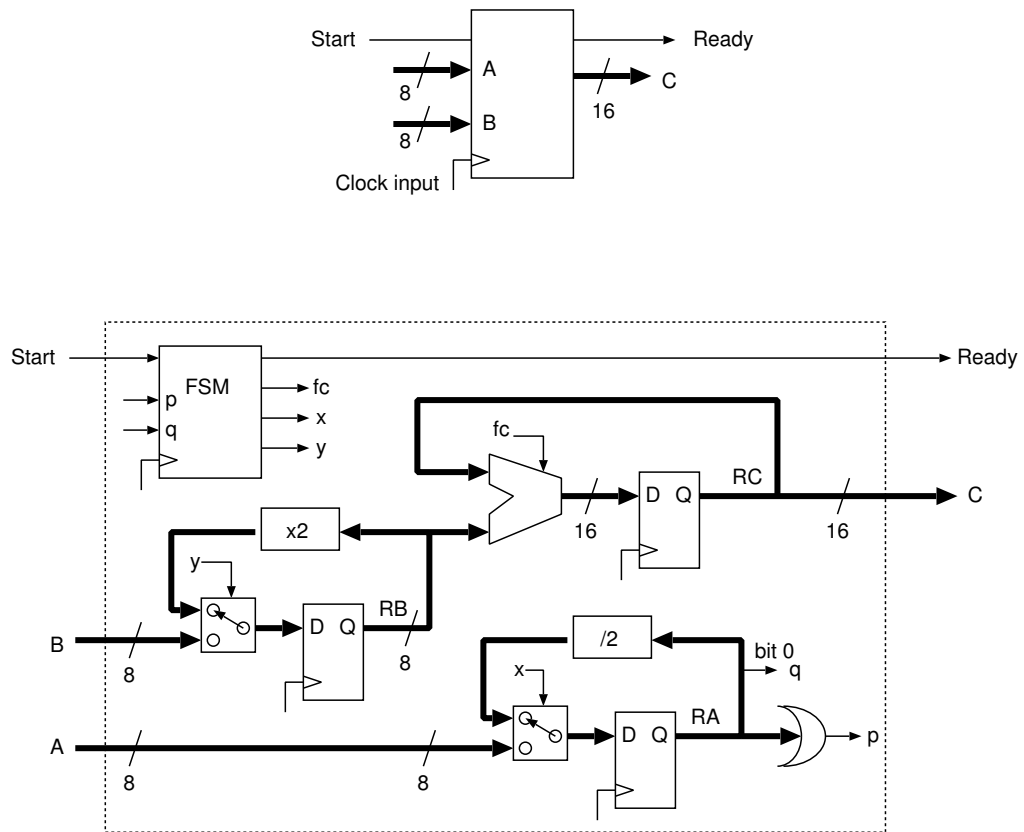 Start
Ready
A
8
C
16
B
8
Clock input
Start
Ready
FSM
fc
p
x
q
y
fc
RC
D Q
C
16
16
x2
y
RB
D Q
B
8
8
/2
bit 0
q
x
RA
D Q
p
A
8
8